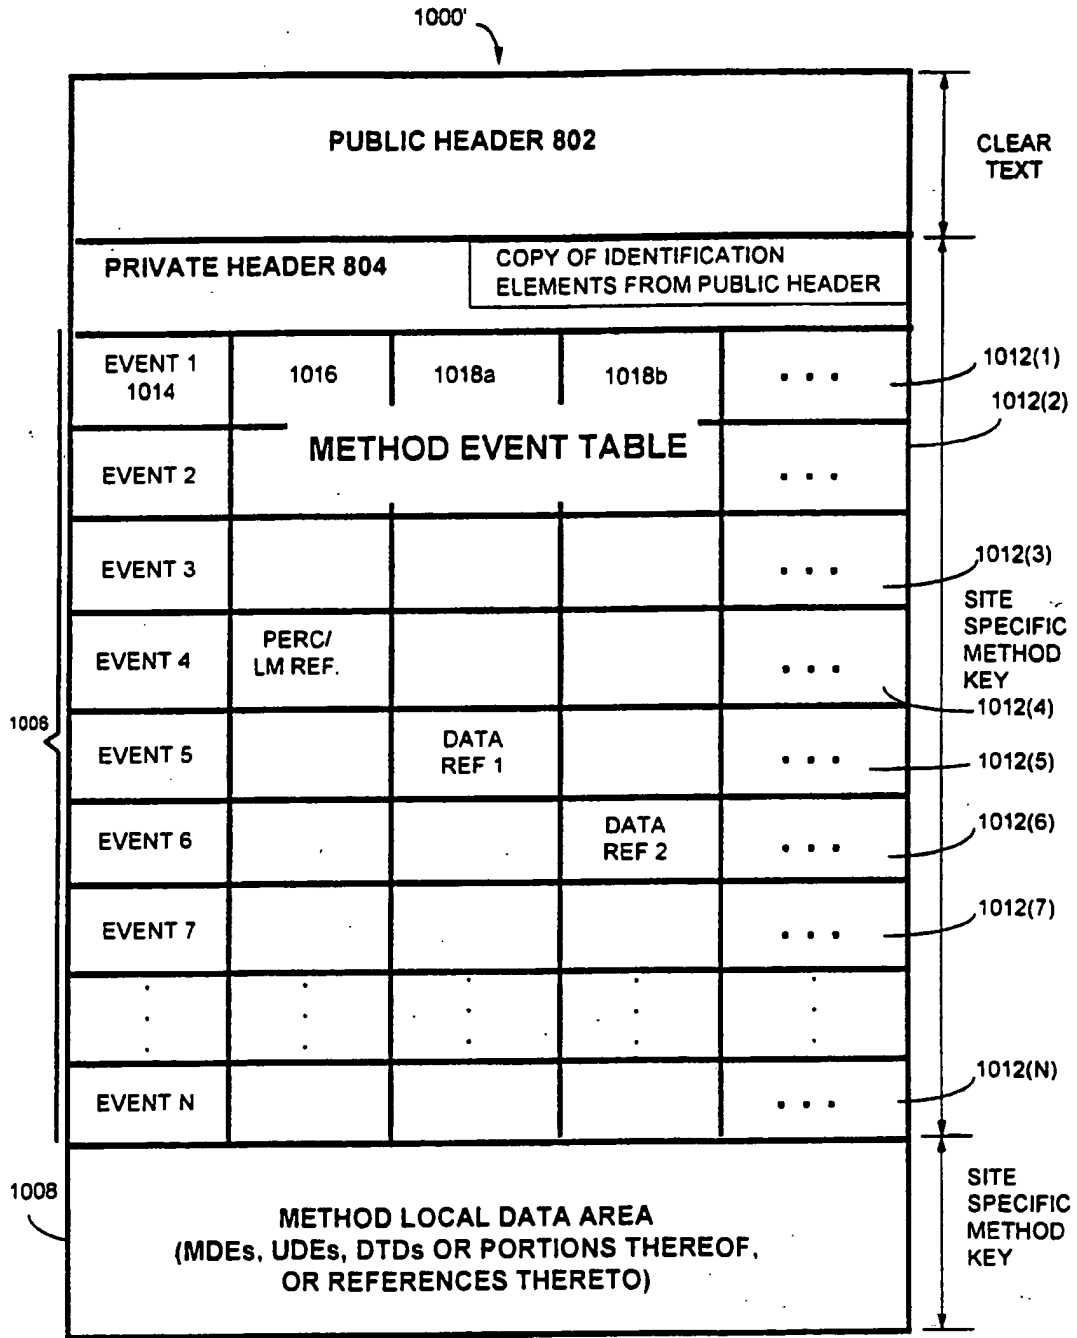 1000'
PUBLIC HEADER 802
CLEAR
TEXT
PRIVATE HEADER 804
COPY OF IDENTIFICATION
ELEMENTS FROM PUBLIC HEADER
EVENT 1
1014
1016
1018a
1018b
. . .
1012(1)
1012(2)
METHOD EVENT TABLE
EVENT 2
. . .
EVENT 3
. . .
1012(3)
SITE
SPECIFIC
METHOD
KEY
EVENT 4
PERC/
LM REF.
. . .
1012(4)
1006
EVENT 5
DATA
REF 1
. . .
1012(5)
EVENT 6
DATA
REF 2
. . .
1012(6)
EVENT 7
. . .
1012(7)
EVENT N
. . .
1012(N)
1008
METHOD LOCAL DATA AREA
(MDEs, UDEs, DTDs OR PORTIONS THEREOF,
OR REFERENCES THERETO)
SITE
SPECIFIC
METHOD
KEY